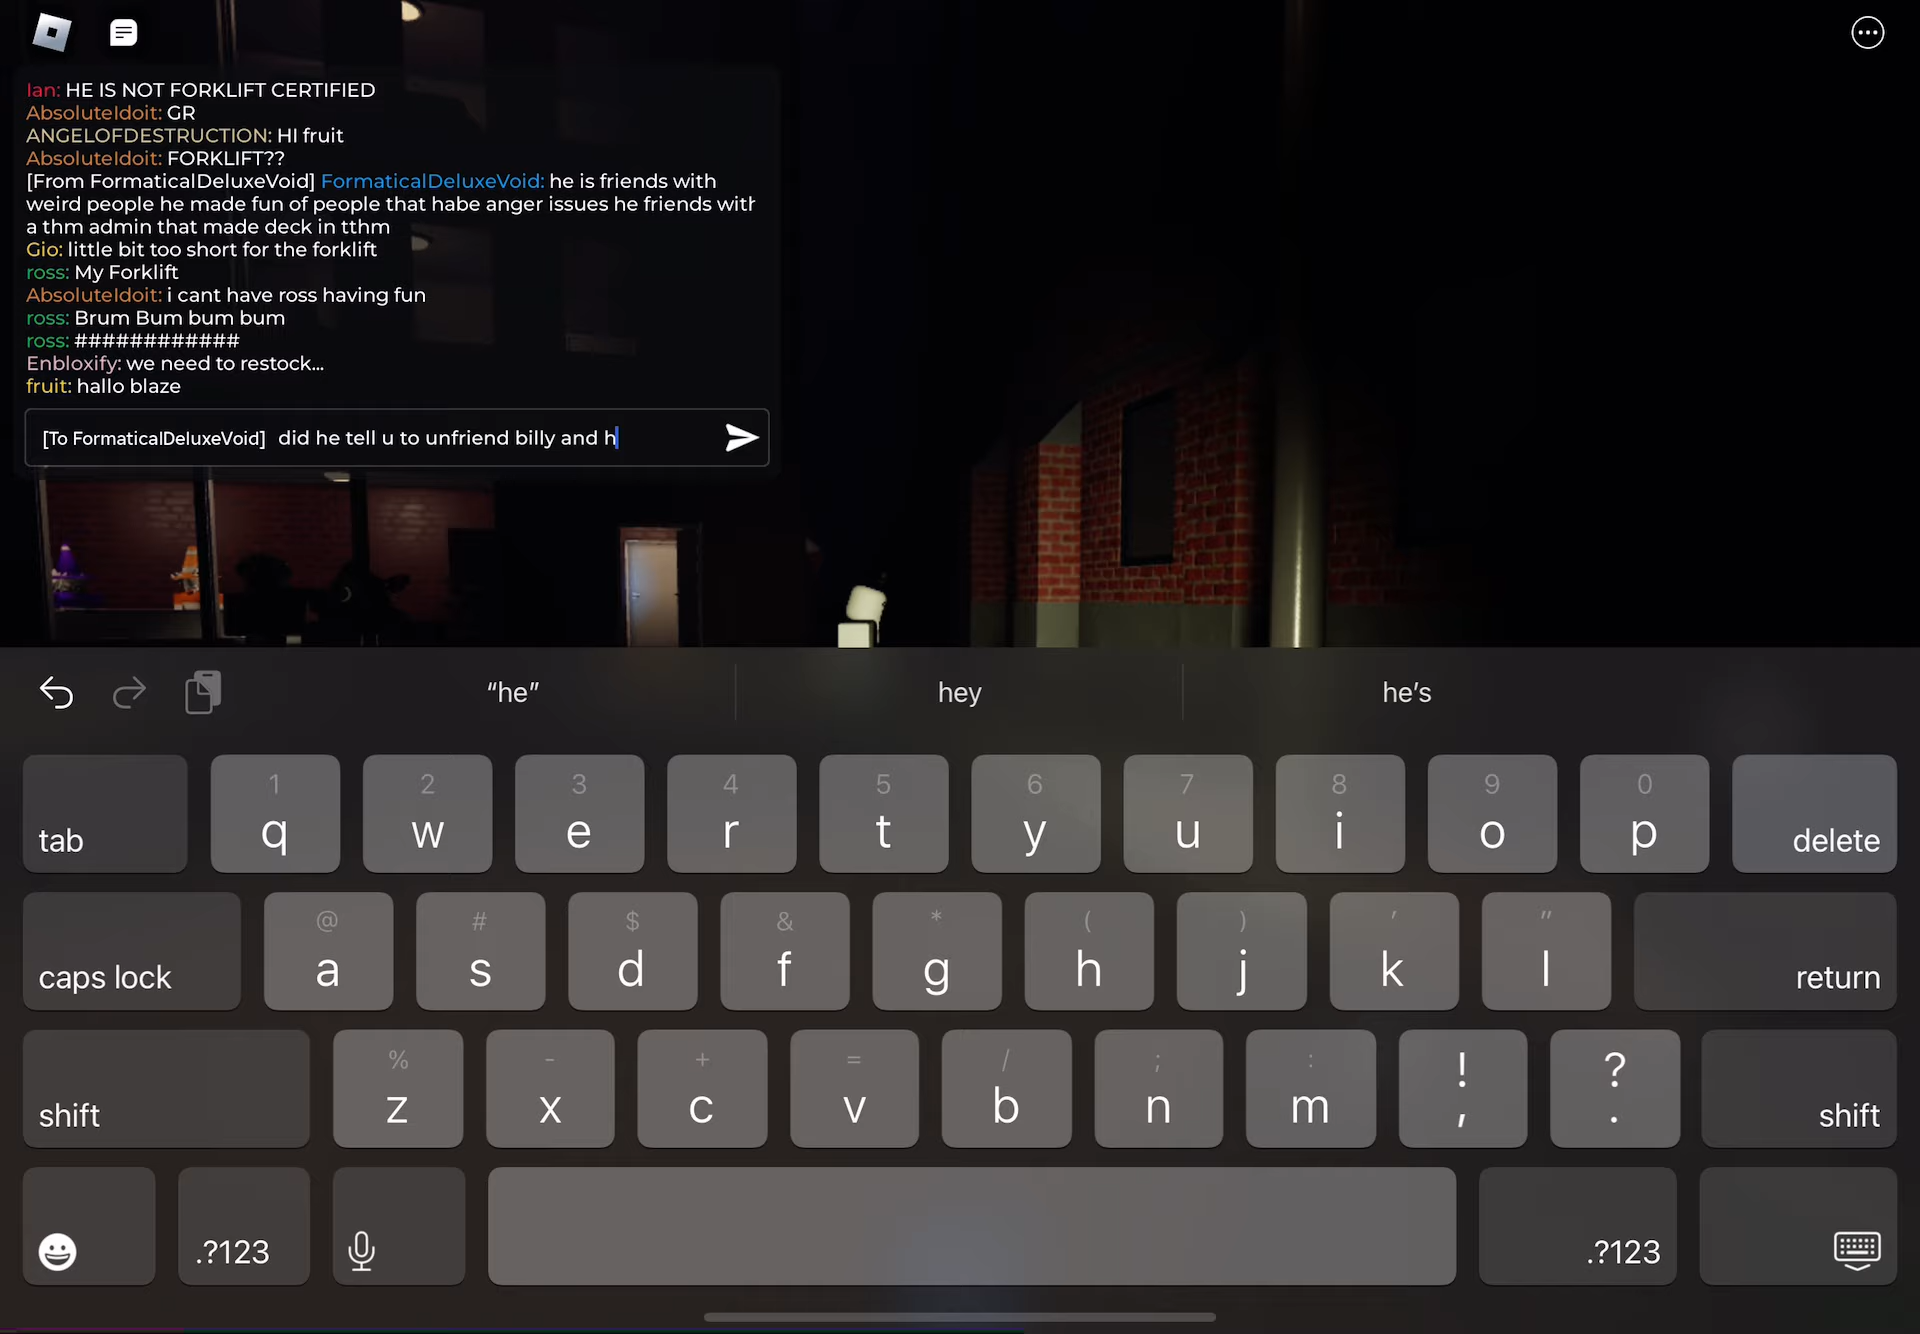 Ian: HE IS NOT FORKLIFT CERTIFIED
AbsoluteIdoit: GR
ANGELOFDESTRUCTION: HI fruit
AbsoluteIdoit: FORKLIFT??
[From FormaticalDeluxeVoid] FormaticalDeluxeVoid: he is friends with
weird people he made fun of people that habe anger issues he friends with
a thm admin that made deck in tthm
Gio: little bit too short for the forklift
ross: My Forklift
AbsoluteIdoit: i cant have ross having fun
ross: Brum Bum bum bum
ross: ############
Enbloxify: we need to restock...
fruit: hallo blaze
[To FormaticalDeluxeVoid] did he tell u to unfriend billy and h
“he” hey he’s
1 2 3 4 5 6 7 8 9 0
tab q w e r t y u i o p delete
@ # $ & * ( ) ' "
caps lock a s d f g h j k l return
% - + = / ; : ! ?
shift z x c v b n m , . shift
.?123 .?123